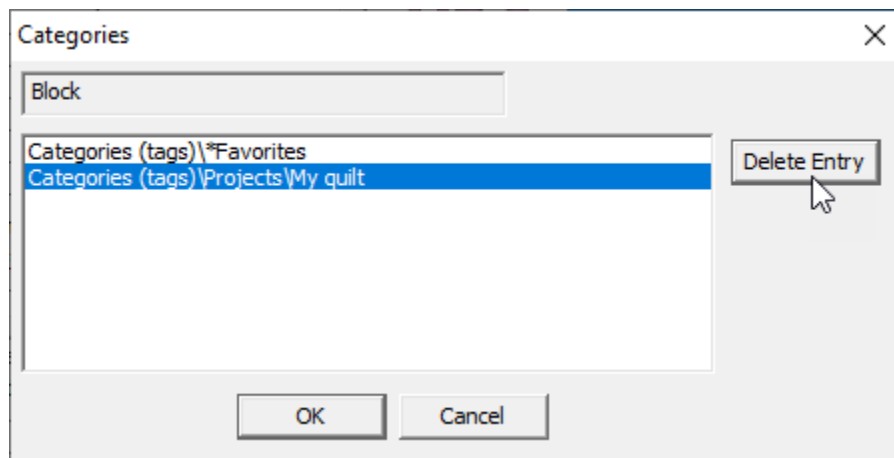 Categories
Block
Categories (tags)\*Favorites
Categories (tags)\Projects\My quilt
Delete Entry
OK
Cancel